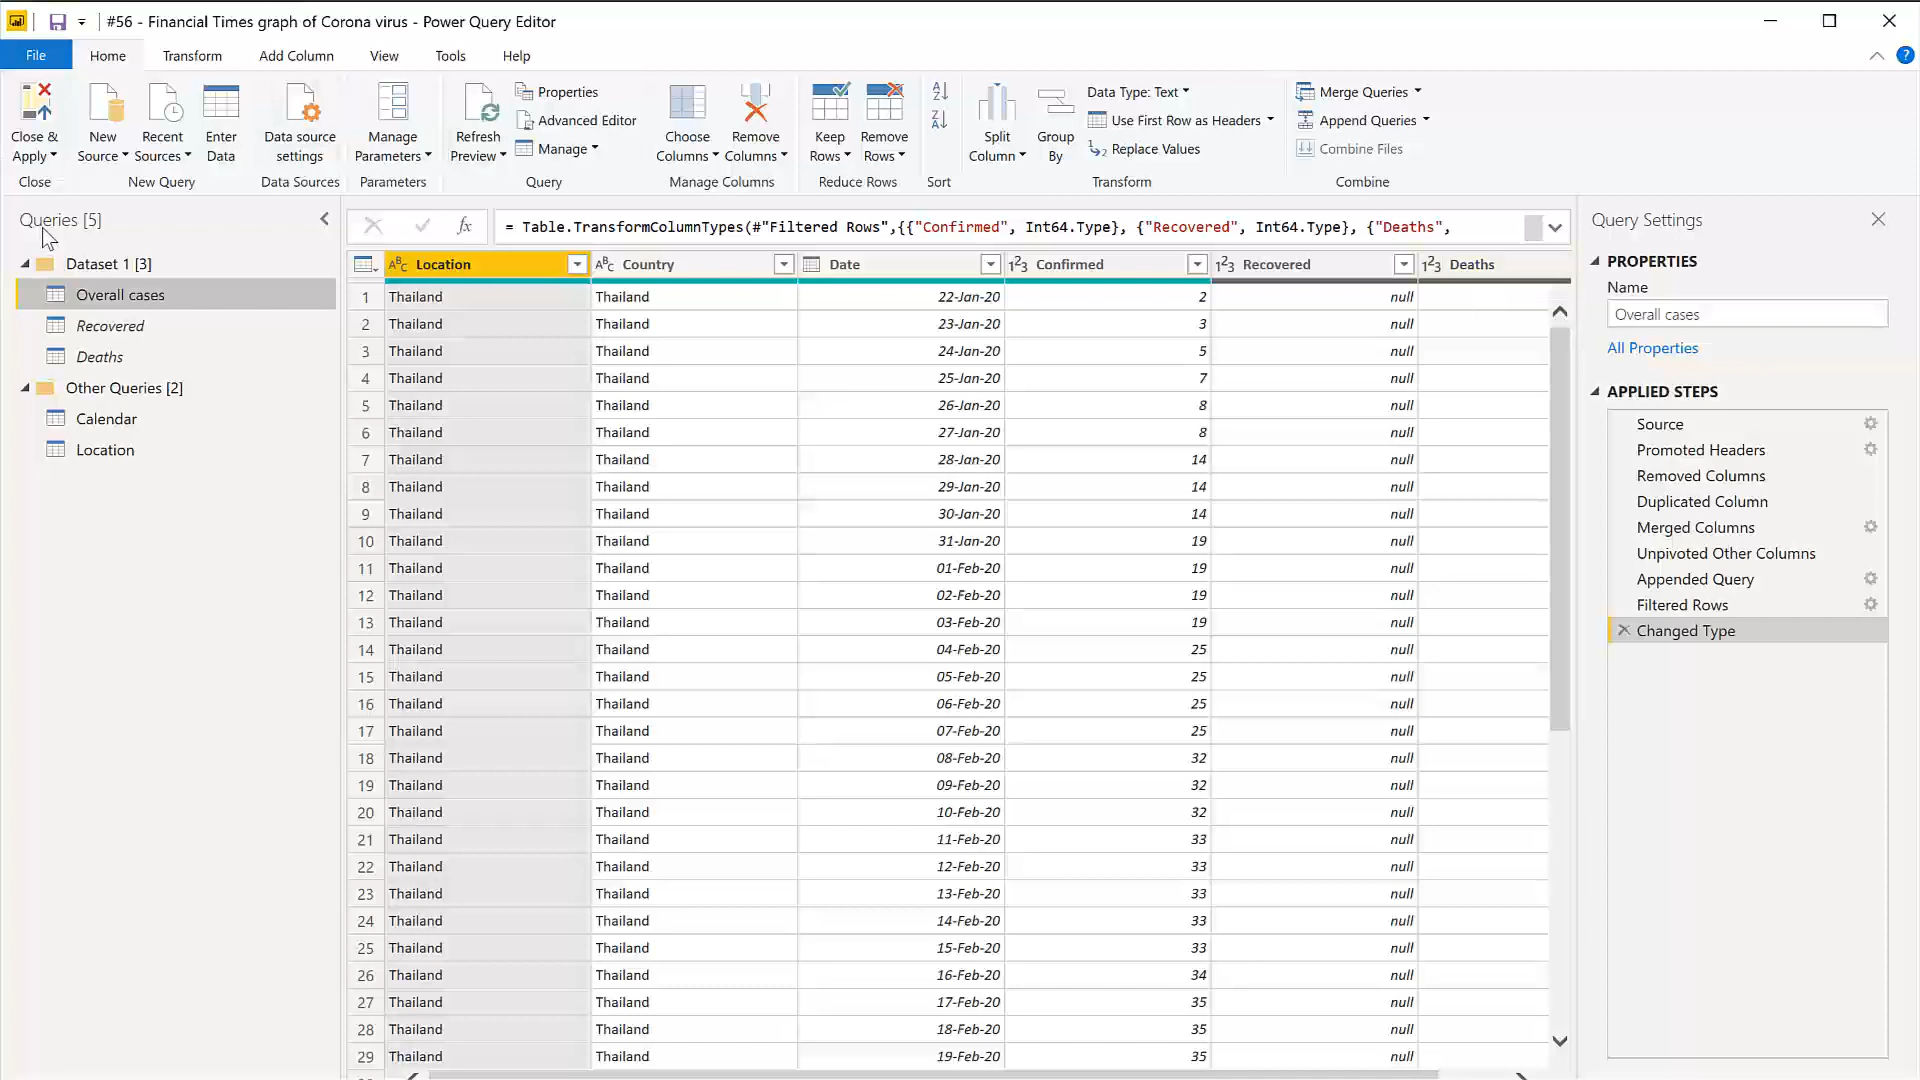 #56 - Financial Times graph of Corona virus - Power Query Editor
File Home Transform Add Column View Tools Help
Close & Apply
New Source
Recent Sources
Enter Data
Data source settings
Manage Parameters
Refresh Preview
Properties
Advanced Editor
Manage
Choose Columns
Remove Columns
Keep Rows
Remove Rows
Split Column
Group By
Data Type: Text
Use First Row as Headers
Replace Values
Merge Queries
Append Queries
Combine Files
Close New Query Data Sources Parameters Query Manage Columns Reduce Rows Sort Transform Combine
Queries [5]
Dataset 1 [3]
Overall cases
Recovered
Deaths
Other Queries [2]
Calendar
Location
= Table.TransformColumnTypes(#"Filtered Rows",{{"Confirmed", Int64.Type}, {"Recovered", Int64.Type}, {"Deaths",
Location Country Date Confirmed Recovered Deaths
1 Thailand Thailand 22-Jan-20 2 null
2 Thailand Thailand 23-Jan-20 3 null
3 Thailand Thailand 24-Jan-20 5 null
4 Thailand Thailand 25-Jan-20 7 null
5 Thailand Thailand 26-Jan-20 8 null
6 Thailand Thailand 27-Jan-20 8 null
7 Thailand Thailand 28-Jan-20 14 null
8 Thailand Thailand 29-Jan-20 14 null
9 Thailand Thailand 30-Jan-20 14 null
10 Thailand Thailand 31-Jan-20 19 null
11 Thailand Thailand 01-Feb-20 19 null
12 Thailand Thailand 02-Feb-20 19 null
13 Thailand Thailand 03-Feb-20 19 null
14 Thailand Thailand 04-Feb-20 25 null
15 Thailand Thailand 05-Feb-20 25 null
16 Thailand Thailand 06-Feb-20 25 null
17 Thailand Thailand 07-Feb-20 25 null
18 Thailand Thailand 08-Feb-20 32 null
19 Thailand Thailand 09-Feb-20 32 null
20 Thailand Thailand 10-Feb-20 32 null
21 Thailand Thailand 11-Feb-20 33 null
22 Thailand Thailand 12-Feb-20 33 null
23 Thailand Thailand 13-Feb-20 33 null
24 Thailand Thailand 14-Feb-20 33 null
25 Thailand Thailand 15-Feb-20 33 null
26 Thailand Thailand 16-Feb-20 34 null
27 Thailand Thailand 17-Feb-20 35 null
28 Thailand Thailand 18-Feb-20 35 null
29 Thailand Thailand 19-Feb-20 35 null
Query Settings
PROPERTIES
Name
Overall cases
All Properties
APPLIED STEPS
Source
Promoted Headers
Removed Columns
Duplicated Column
Merged Columns
Unpivoted Other Columns
Appended Query
Filtered Rows
Changed Type